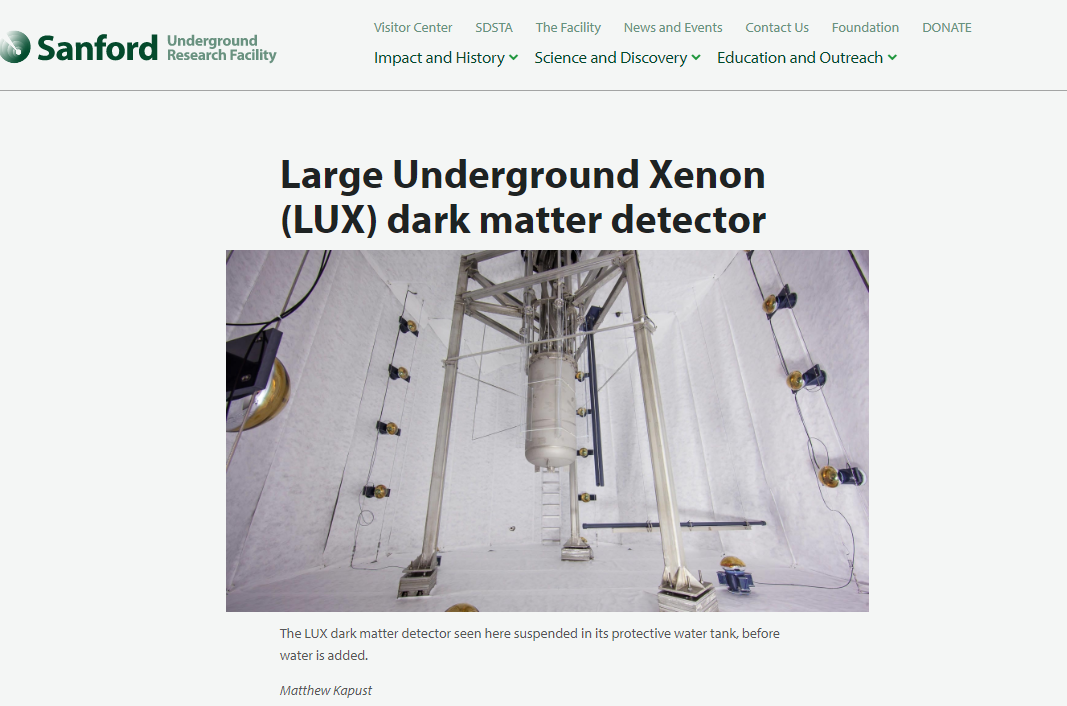 Visitor Center SDSTA The Facility News and Events Contact Us Foundation DONATE
Sanford Underground Research Facility
Impact and History Science and Discovery Education and Outreach
Large Underground Xenon
(LUX) dark matter detector
The LUX dark matter detector seen here suspended in its protective water tank, before
water is added.
Matthew Kapust